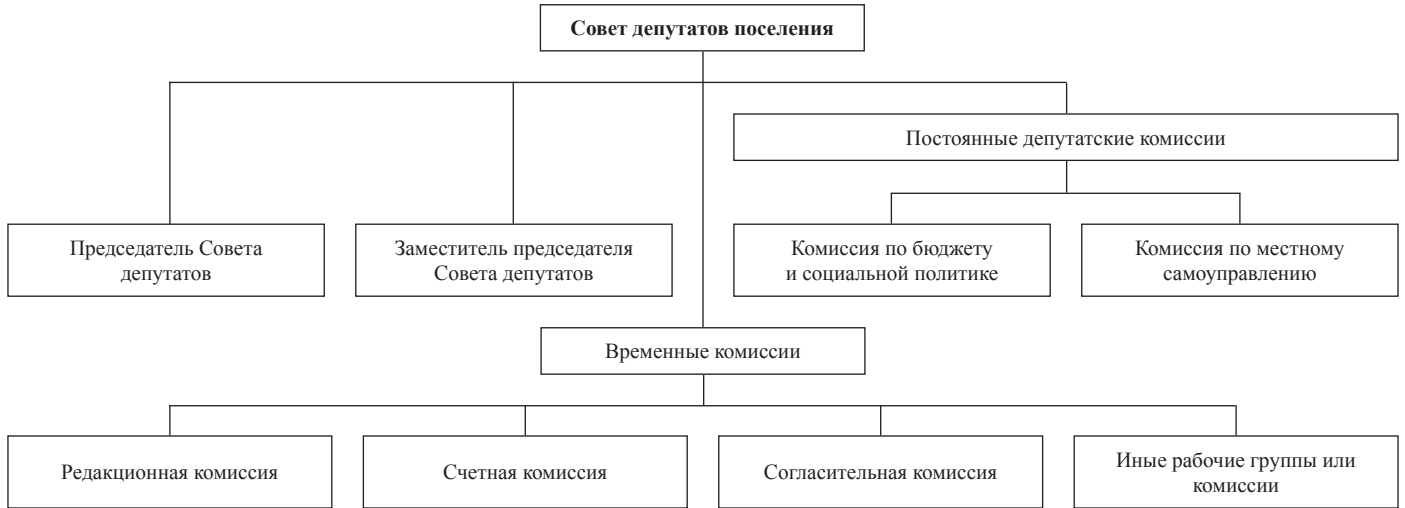 Совет депутатов поселения
Постоянные депутатские комиссии
Председатель Совета
депутатов
Заместитель председателя
Совета депутатов
Комиссия по бюджету
и социальной политике
Комиссия по местному
самоуправлению
Временные комиссии
Редакционная комиссия
Счетная комиссия
Согласительная комиссия
Иные рабочие группы или
комиссии